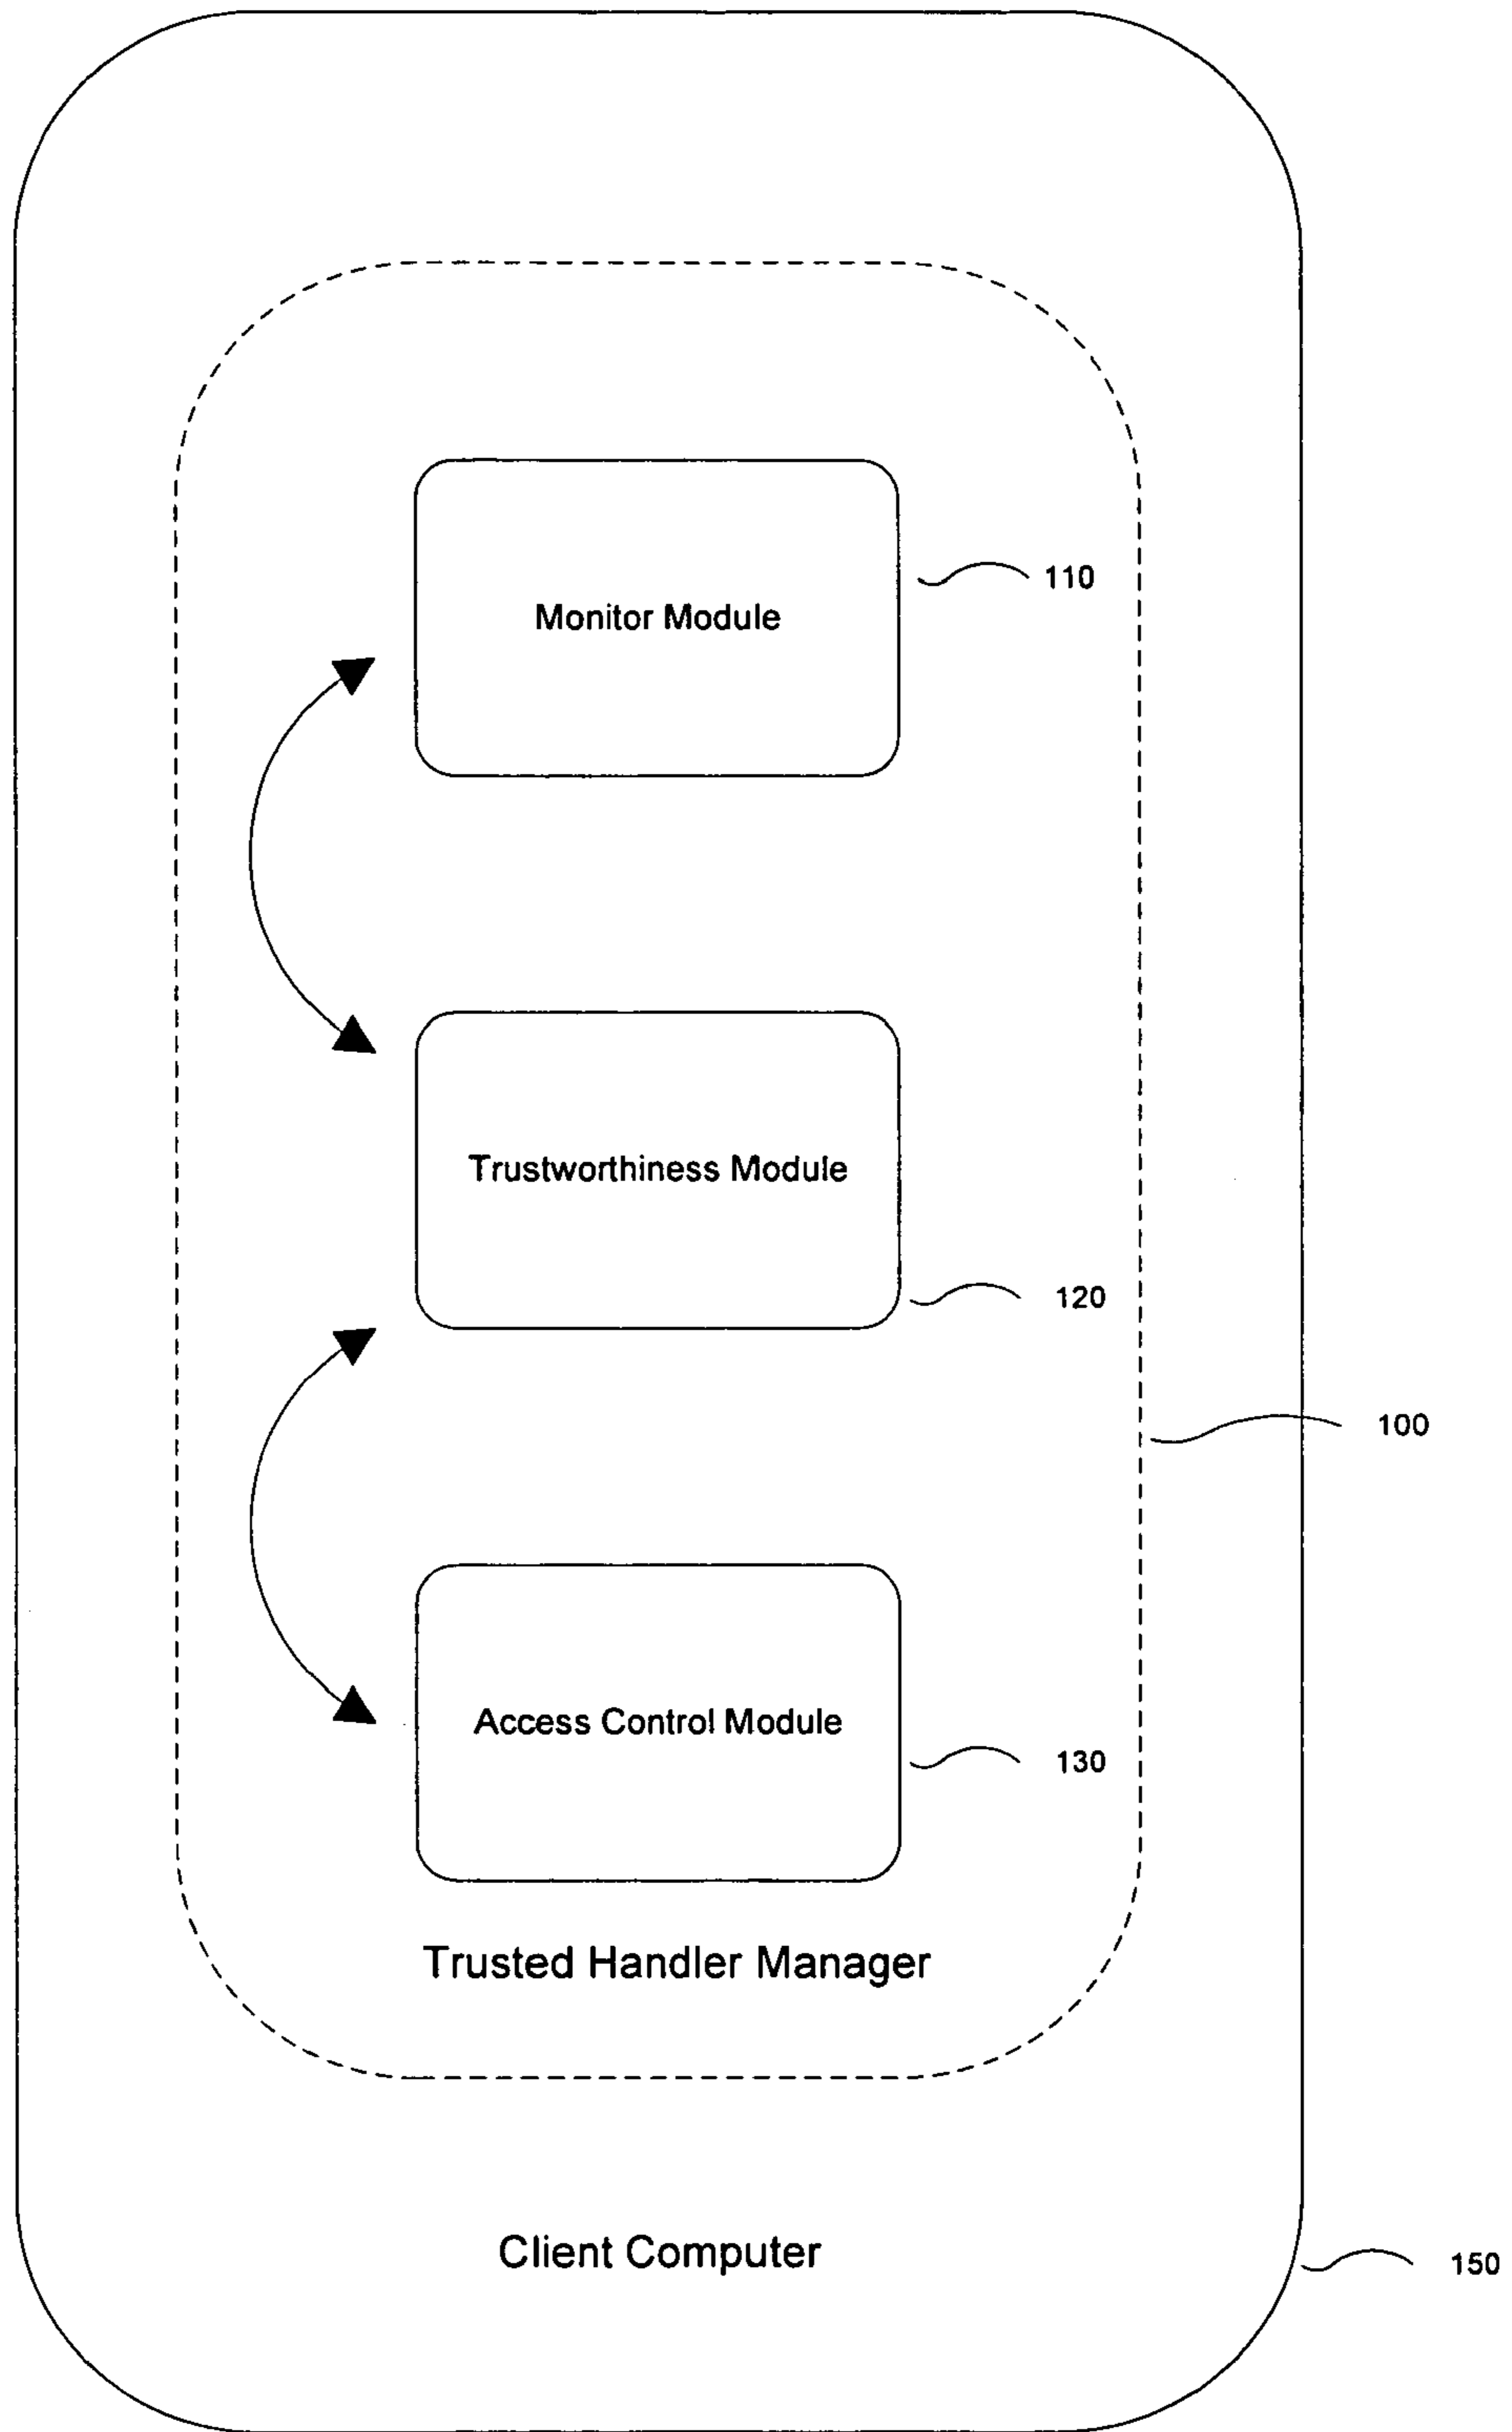 Monitor Module
110
Trustworthiness Module
120
100
Access Control Module
130
Trusted Handler Manager
Client Computer
150